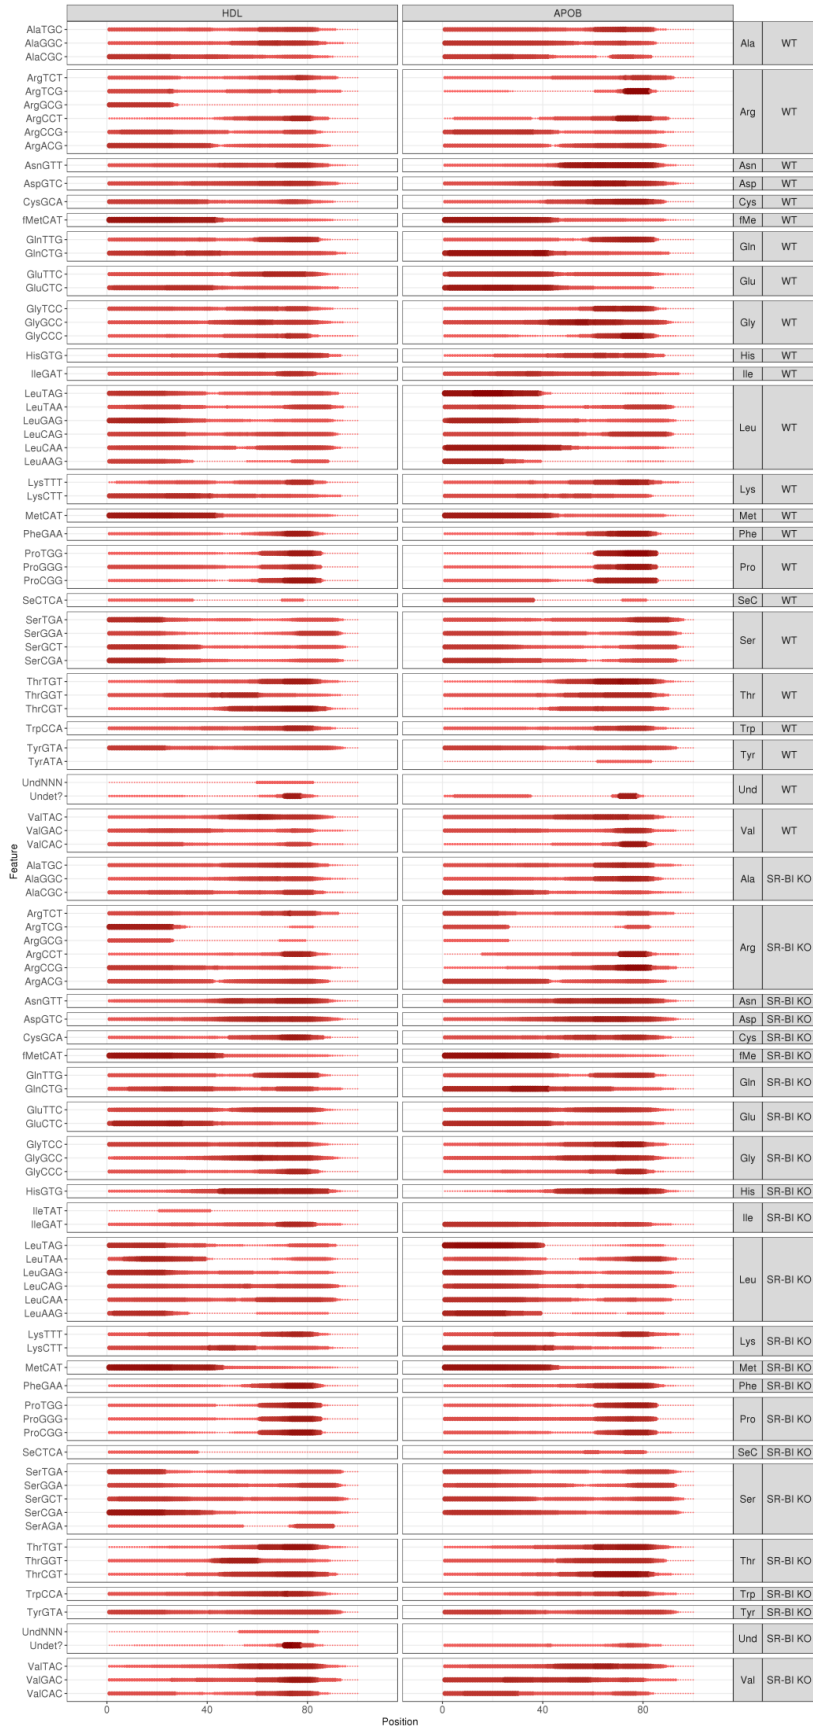 HDL APOB
AlaTGC
AlaGGC
AlaCGC
Ala WT
ArgTCT
ArgTCG
ArgGCG
ArgCCT
ArgCCG
ArgACG
Arg WT
AsnGTT Asn WT
AspGTC Asp WT
CysGCA Cys WT
fMetCAT fMe WT
GlnTTG
GlnCTG
Gln WT
GluTTC
GluCTC
Glu WT
GlyTCC
GlyGCC
GlyCCC
Gly WT
HisGTG His WT
IleGAT Ile WT
LeuTAG
LeuTAA
LeuGAG
LeuCAG
LeuCAA
LeuAAG
Leu WT
LysTTT
LysCTT
Lys WT
MetCAT Met WT
PheGAA Phe WT
ProTGG
ProGGG
ProCGG
Pro WT
SeCTCA SeC WT
SerTGA
SerGGA
SerGCT
SerCGA
Ser WT
ThrTGT
ThrGGT
ThrCGT
Thr WT
TrpCCA Trp WT
TyrGTA
TyrATA
Tyr WT
UndNNN
Undet?
Und WT
ValTAC
ValGAC
ValCAC
Val WT
Feature
AlaTGC
AlaGGC
AlaCGC
Ala SR-BI KO
ArgTCT
ArgTCG
ArgGCG
ArgCCT
ArgCCG
ArgACG
Arg SR-BI KO
AsnGTT Asn SR-BI KO
AspGTC Asp SR-BI KO
CysGCA Cys SR-BI KO
fMetCAT fMe SR-BI KO
GlnTTG
GlnCTG
Gln SR-BI KO
GluTTC
GluCTC
Glu SR-BI KO
GlyTCC
GlyGCC
GlyCCC
Gly SR-BI KO
HisGTG His SR-BI KO
IleTAT
IleGAT
Ile SR-BI KO
LeuTAG
LeuTAA
LeuGAG
LeuCAG
LeuCAA
LeuAAG
Leu SR-BI KO
LysTTT
LysCTT
Lys SR-BI KO
MetCAT Met SR-BI KO
PheGAA Phe SR-BI KO
ProTGG
ProGGG
ProCGG
Pro SR-BI KO
SeCTCA SeC SR-BI KO
SerTGA
SerGGA
SerGCT
SerCGA
SerAGA
Ser SR-BI KO
ThrTGT
ThrGGT
ThrCGT
Thr SR-BI KO
TrpCCA Trp SR-BI KO
TyrGTA Tyr SR-BI KO
UndNNN
Undet?
Und SR-BI KO
ValTAC
ValGAC
ValCAC
Val SR-BI KO
0 40 80 0 40 80
Position